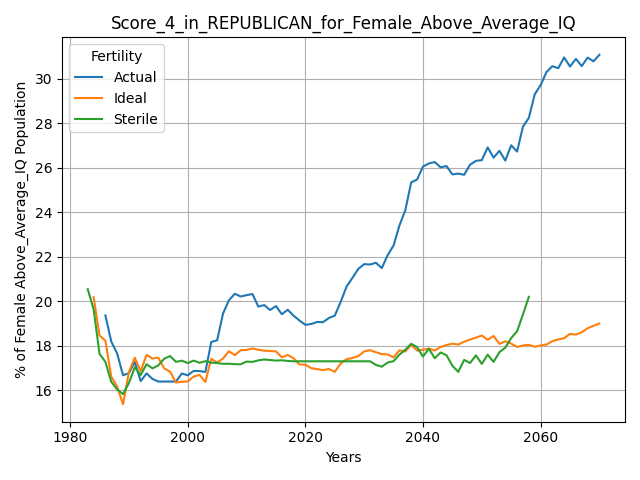 Score_4_in_REPUBLICAN_for_Female_Above_Average_IQ
Fertility
Actual
Ideal
Sterile
% of Female Above_Average_IQ Population
30
28
26
24
22
20
18
16
1980
2000
2020
2040
2060
Years